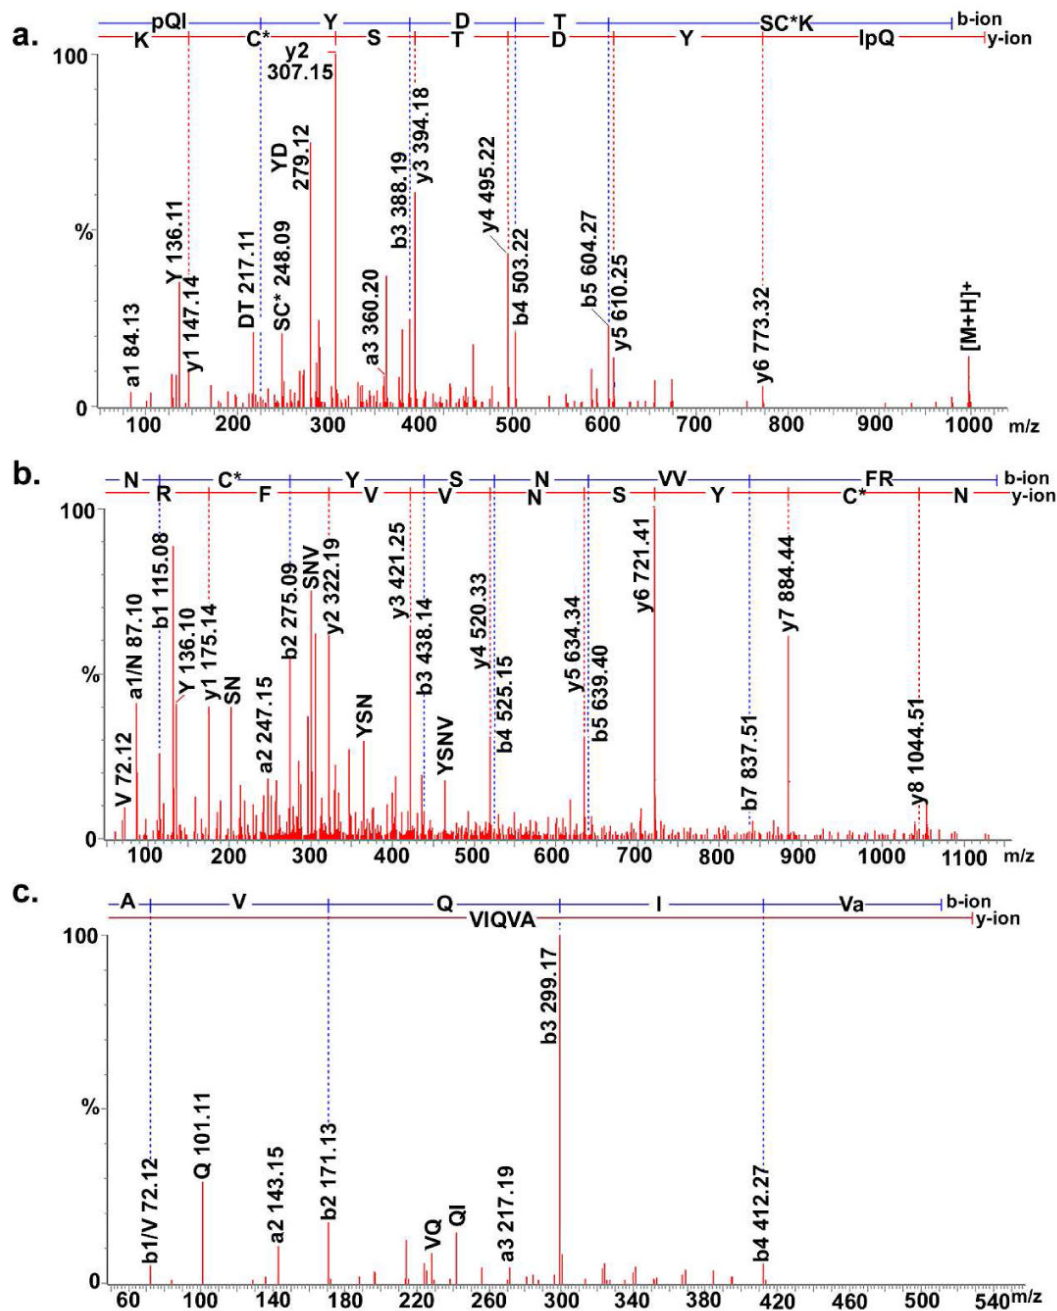 a.
pQI Y D T SC*K b-ion
K C* S T D Y IpQ y-ion
100
%
0
a1 84.13
Y 136.11
y1 147.14
DT 217.11
SC* 248.09
YD 279.12
y2 307.15
a3 360.20
b3 388.19
y3 394.18
y4 495.22
b4 503.22
b5 604.27
y5 610.25
y6 773.32
[M+H]+
100 200 300 400 500 600 700 800 900 1000 m/z
b.
N C* Y S N VV FR b-ion
R F V V N S Y C* N y-ion
100
%
0
V 72.12
a1/N 87.10
b1 115.08
Y 136.10
y1 175.14
SN
a2 247.15
b2 275.09
SNV
y2 322.19
YSN
y3 421.25
b3 438.14
YSNV
y4 520.33
b4 525.15
y5 634.34
b5 639.40
y6 721.41
b7 837.51
y7 884.44
y8 1044.51
100 200 300 400 500 600 700 800 900 1000 1100 m/z
c.
A V Q I Va b-ion
VIQVA y-ion
100
%
0
b1/V 72.12
Q 101.11
a2 143.15
b2 171.13
VQ
QI
a3 217.19
b3 299.17
b4 412.27
60 100 140 180 220 260 300 340 380 420 460 500 540 m/z